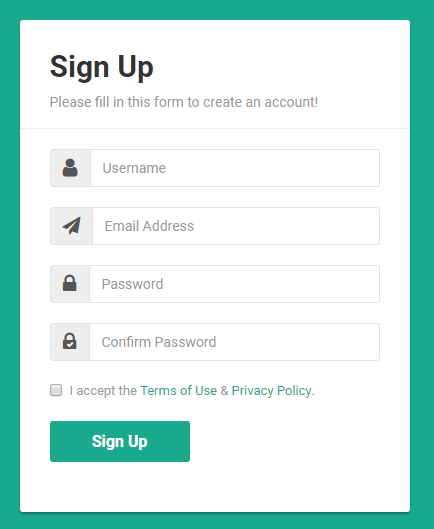 Sign Up
Please fill in this form to create an account!
Username
Email Address
Password
Confirm Password
I accept the Terms of Use & Privacy Policy.
Sign Up